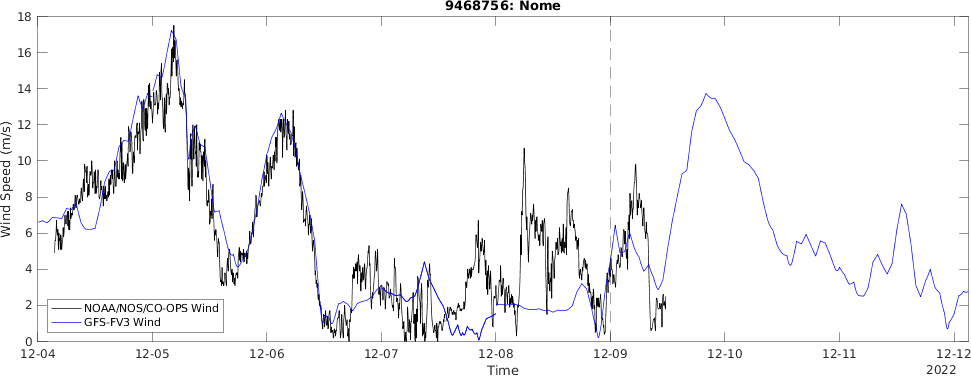 9468756: Nome
18
16
14
12
10
8
6
4
2
0
Wind Speed (m/s)
NOAA/NOS/CO-OPS Wind
GFS-FV3 Wind
12-04 12-05 12-06 12-07 12-08 12-09 12-10 12-11 12-12
Time 2022